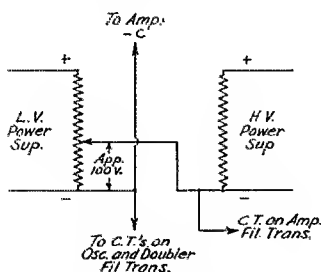 To Amp.
- C
+
+
L.V.
Power
Sup.
H V.
Power
Sup
App.
100 V.
-
-
C.T. on Amp.
Fil. Trans.
To C.T.'s on
Osc. and Doubler
Fil Trans.